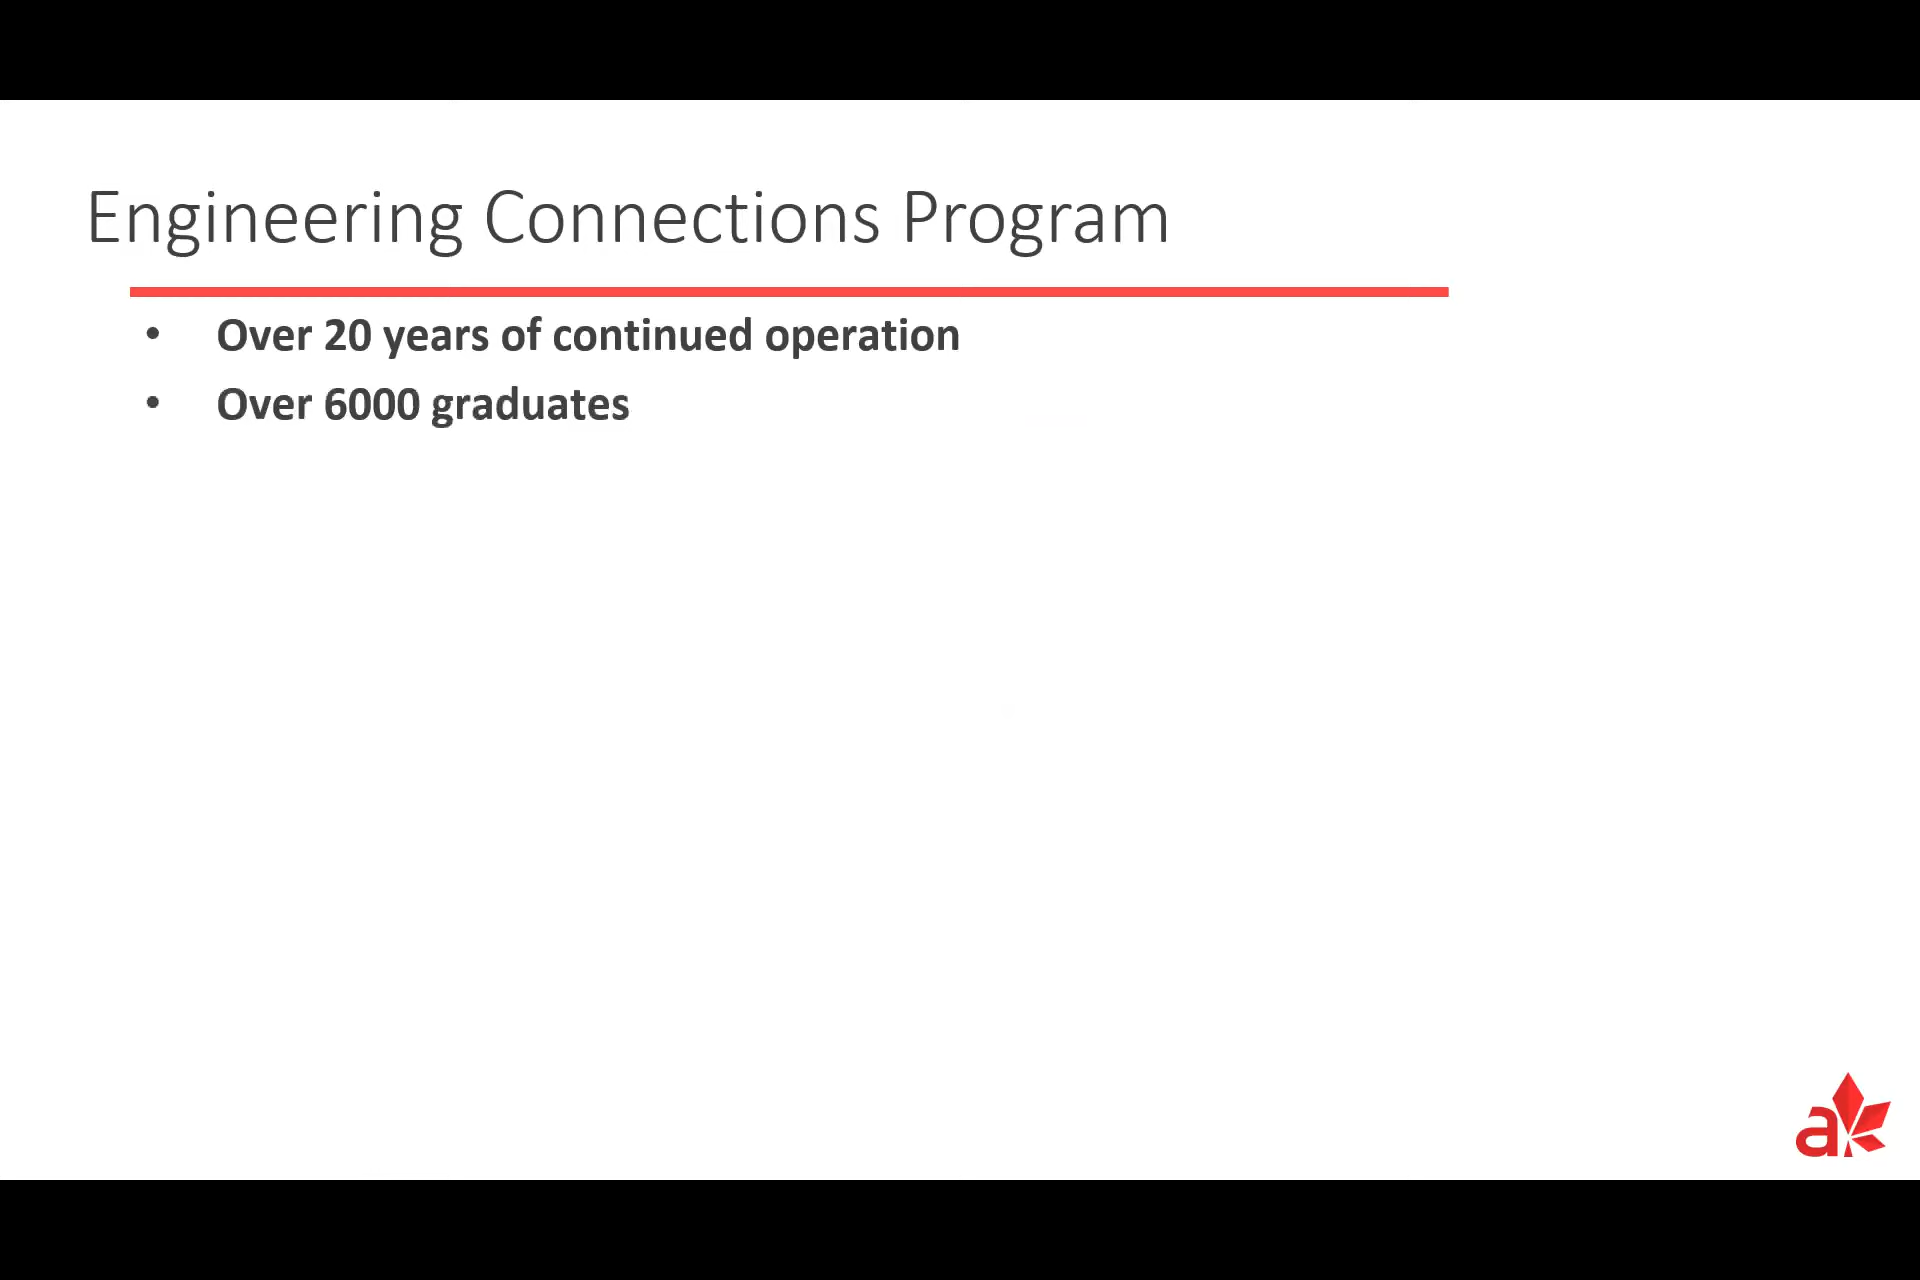 Engineering Connections Program
• Over 20 years of continued operation
• Over 6000 graduates
a